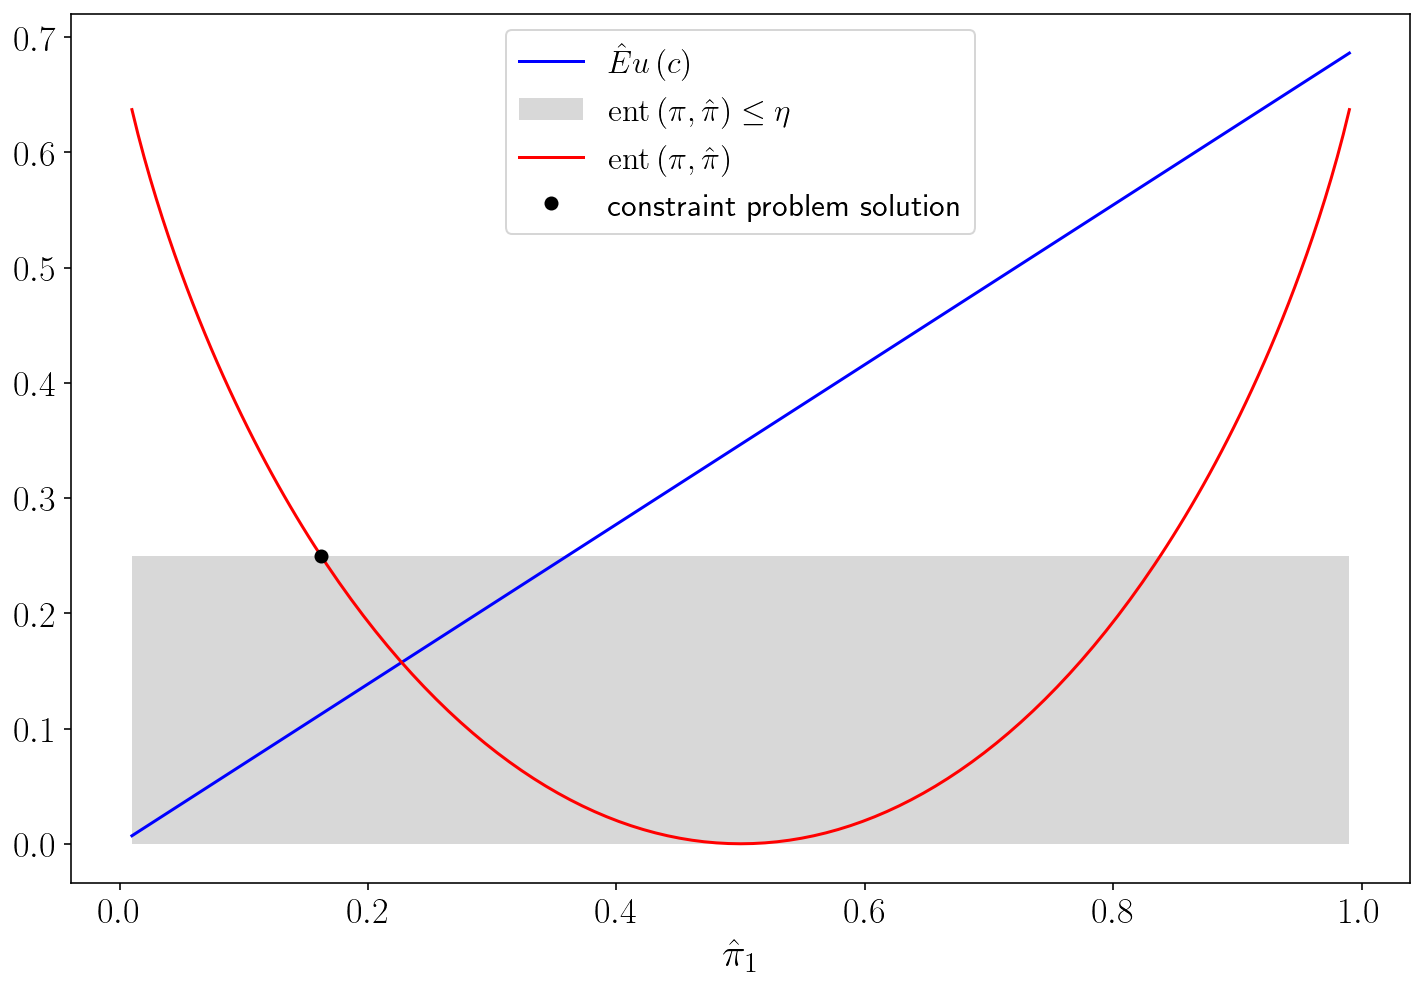 0.7
0.6
0.5
0.4
0.3
0.2
0.1
0.0
Êu (c)
ent (π, π̂) ≤ η
ent (π, π̂)
constraint problem solution
0.0 0.2 0.4 0.6 0.8 1.0
π̂₁